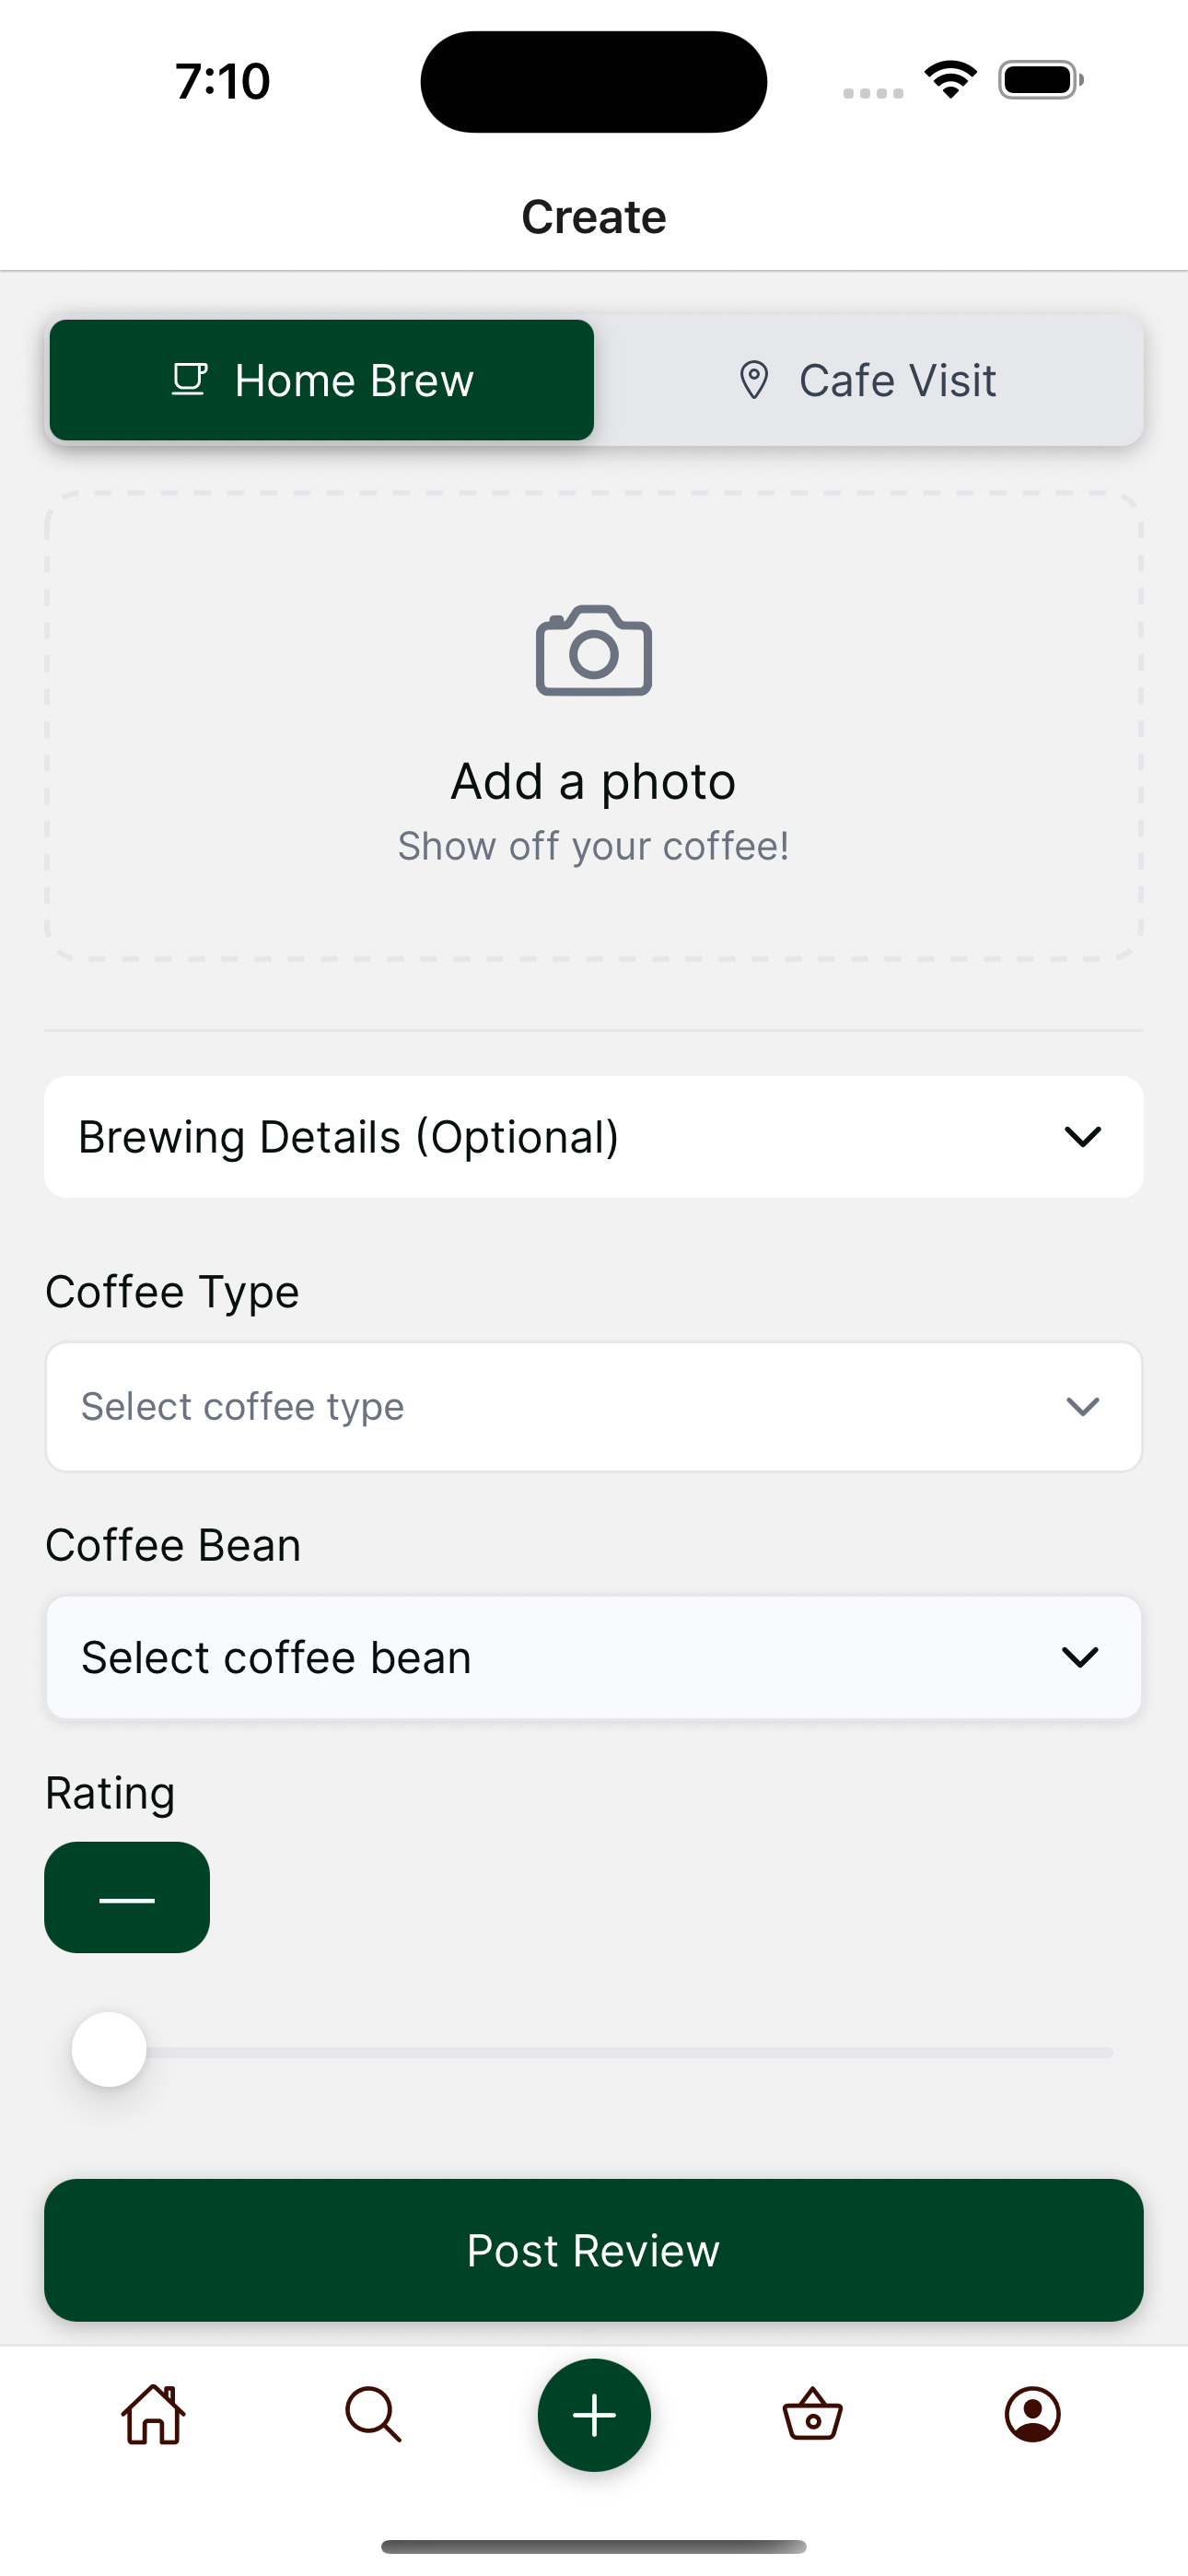 7:10
Create
Home Brew
Cafe Visit
Add a photo
Show off your coffee!
Brewing Details (Optional)
Coffee Type
Select coffee type
Coffee Bean
Select coffee bean
Rating
—
Post Review